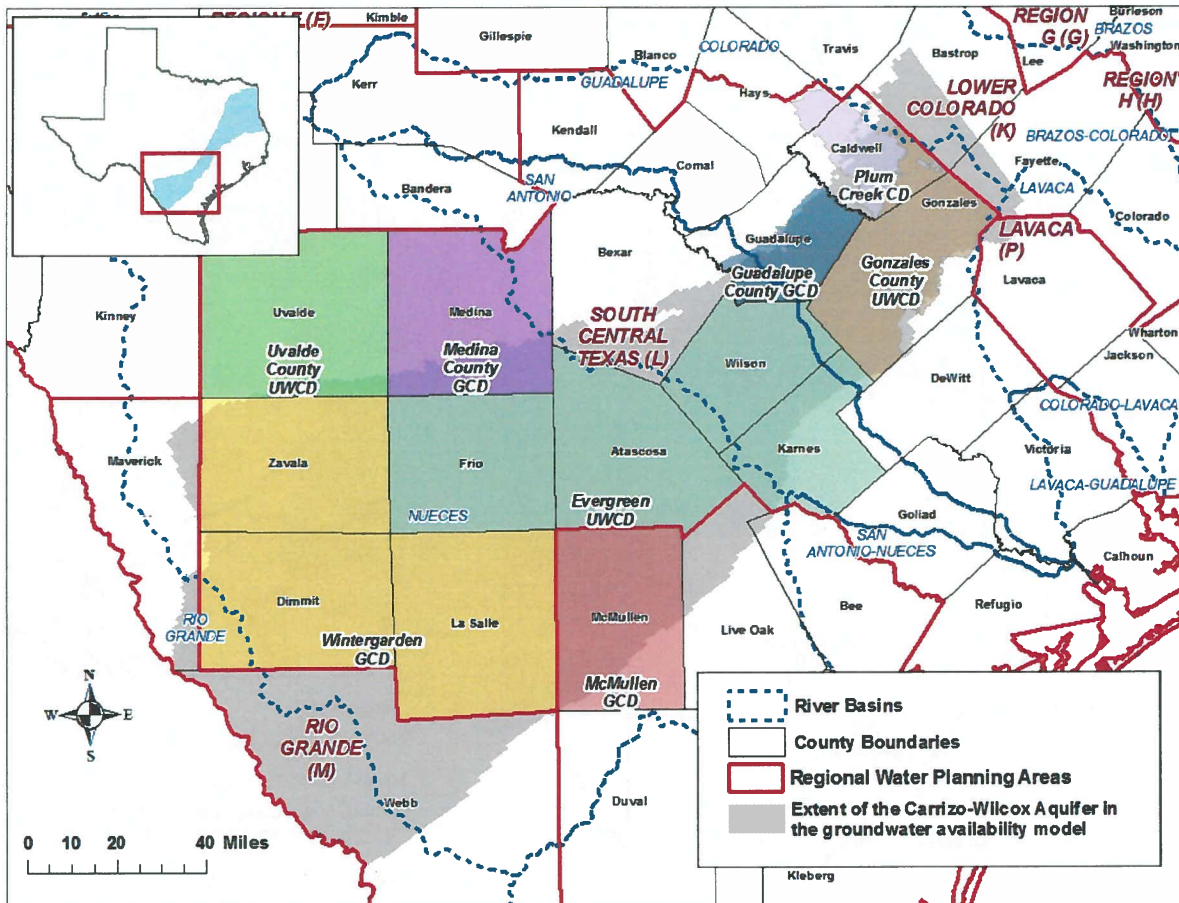 REGION E (F)
Kimble
Gillespie
Blanco
COLORADO
Travis
Bastrop
REGION
G (G)
Burleson
BRAZOS
Washington
Lee
Kerr
GUADALUPE
Hays
LOWER
COLORADO
(K)
REGION
H (H)
Kendall
Caldwell
BRAZOS-COLORADO
Comal
Plum
Creek CD
Fayette
LAVACA
Bandera
SAN
ANTONIO
Gonzales
Colorado
Bexar
Guadalupe
LAVACA
(P)
Guadalupe
County GCD
Gonzales
County
UWCD
Lavaca
Kinney
Uvalde
Medina
SOUTH
CENTRAL
TEXAS (L)
Wharton
Uvalde
County
UWCD
Medina
County
GCD
Wilson
Jackson
DeWitt
COLORADO-LAVACA
Maverick
Zavala
Frio
Atascosa
Karnes
Victoria
LAVACA-GUADALUPE
Evergreen
UWCD
NUECES
Goliad
SAN
ANTONIO-NUECES
Calhoun
Dimmit
La Salle
McMullen
Bee
Refugio
RIO
GRANDE
Live Oak
Wintergarden
GCD
McMullen
GCD
N
W
E
S
RIO
GRANDE
(M)
Webb
Duval
River Basins
County Boundaries
Regional Water Planning Areas
Extent of the Carrizo-Wilcox Aquifer in
the groundwater availability model
0 10 20 40 Miles
Kleberg